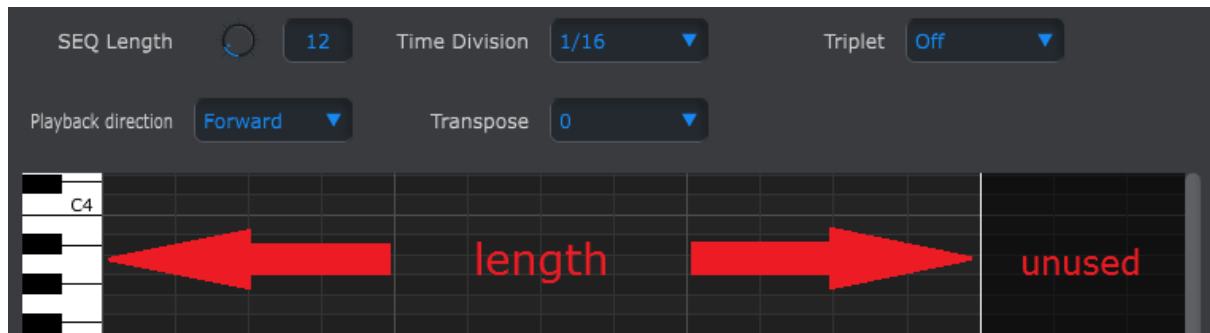 SEQ Length 12 Time Division 1/16 Triplet Off
Playback direction Forward Transpose 0
C4
length unused